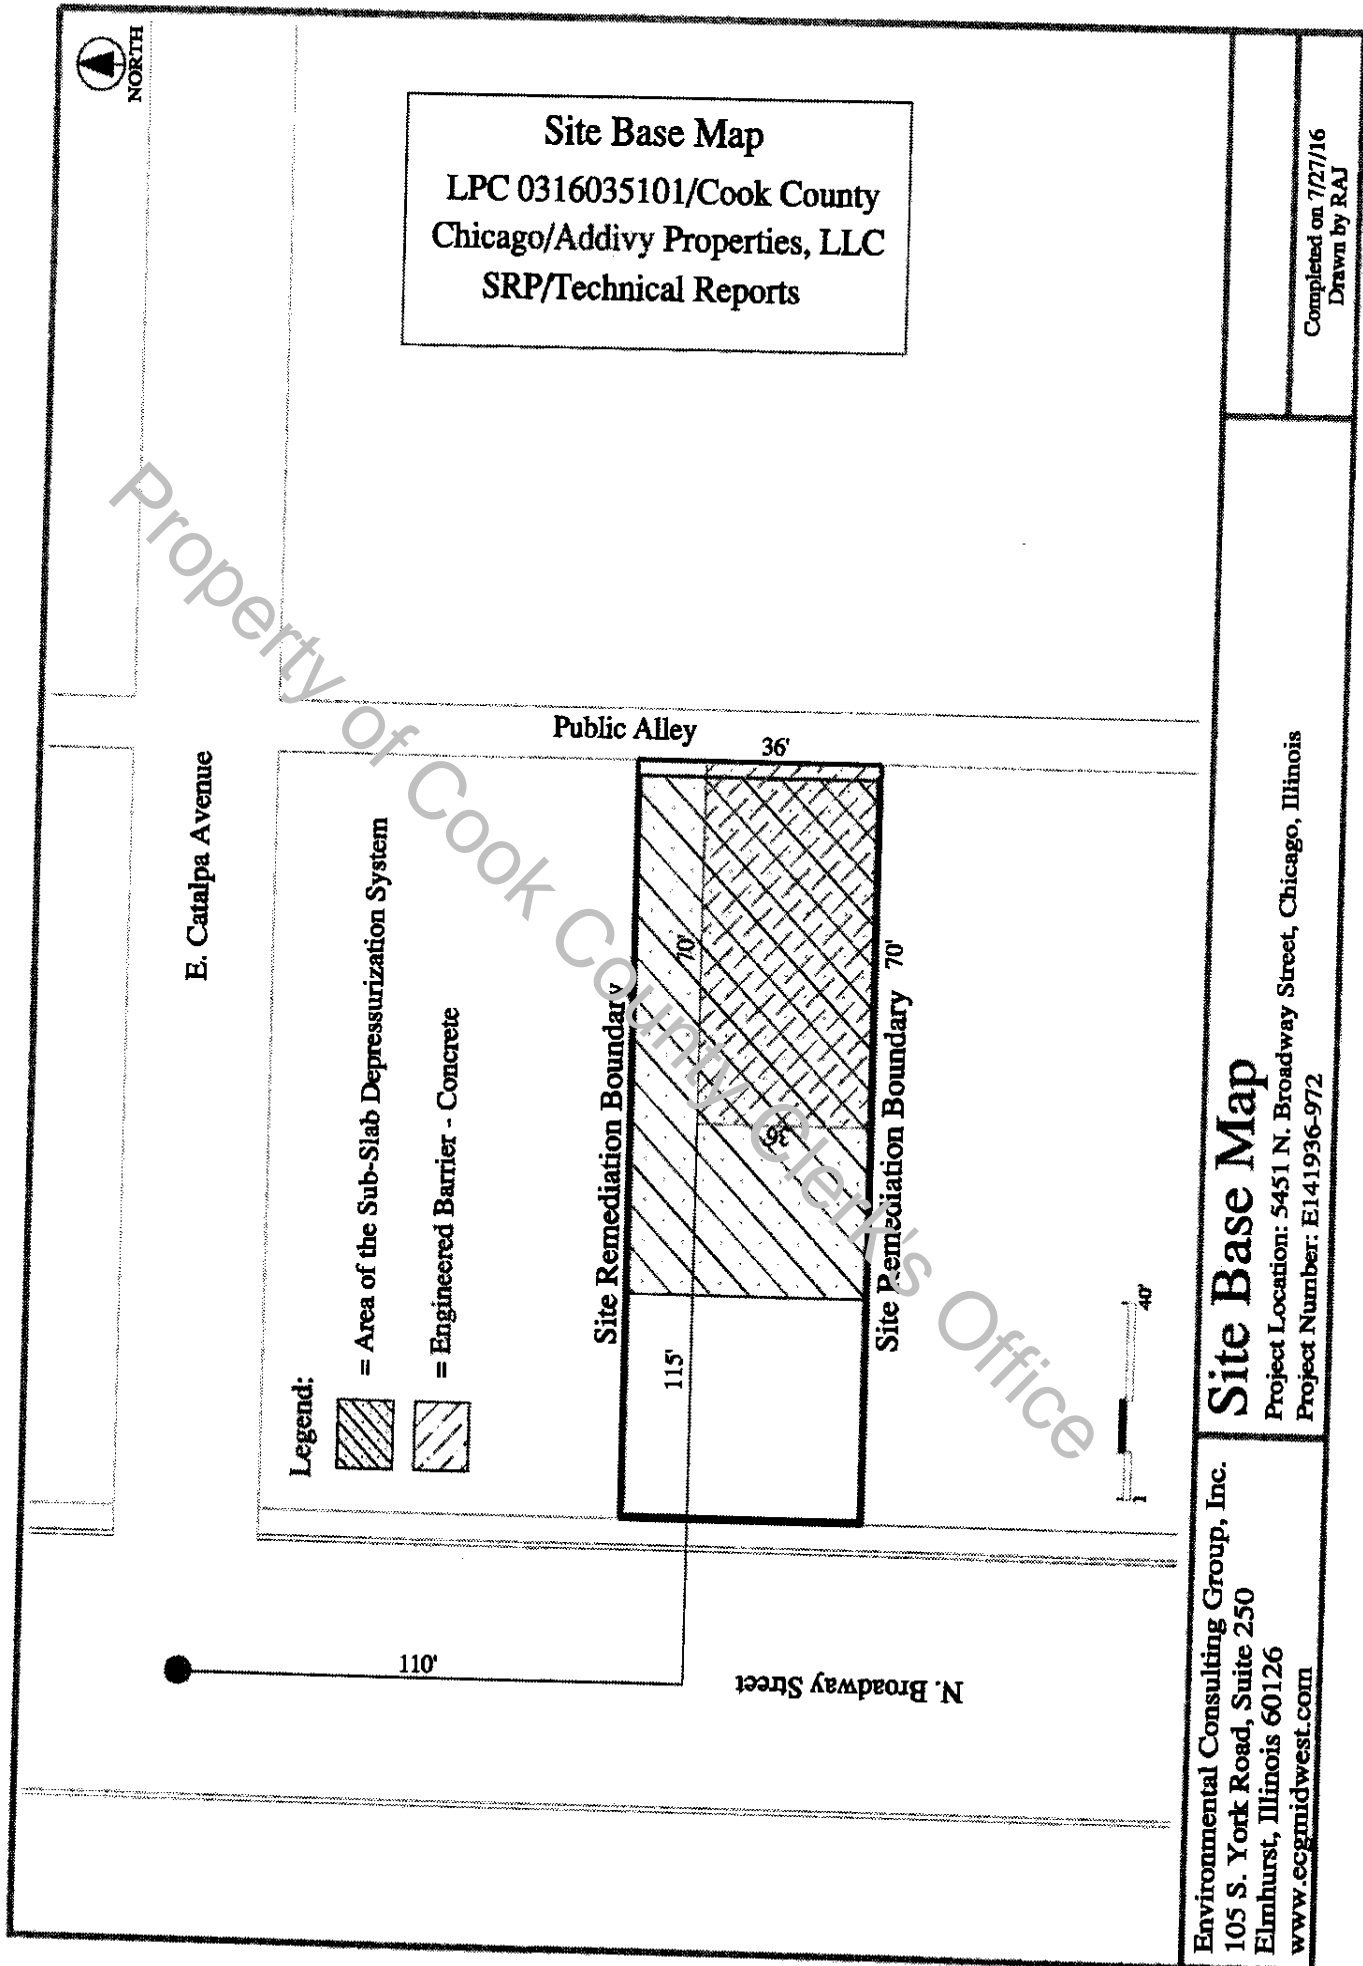 NORTH
Site Base Map
LPC 0316035101/Cook County
Chicago/Addivy Properties, LLC
SRP/Technical Reports
E. Catalpa Avenue
Public Alley
Legend:
= Area of the Sub-Slab Depressurization System
= Engineered Barrier - Concrete
Site Remediation Boundary
36'
70'
36'
115'
Site Remediation Boundary 70'
110'
N. Broadway Street
1
40'
Property of Cook County Clerk's Office
Environmental Consulting Group, Inc.
105 S. York Road, Suite 250
Elmhurst, Illinois 60126
www.ecgmidwest.com
Site Base Map
Project Location: 5451 N. Broadway Street, Chicago, Illinois
Project Number: E141936-972
Completed on 7/27/16
Drawn by RAJ